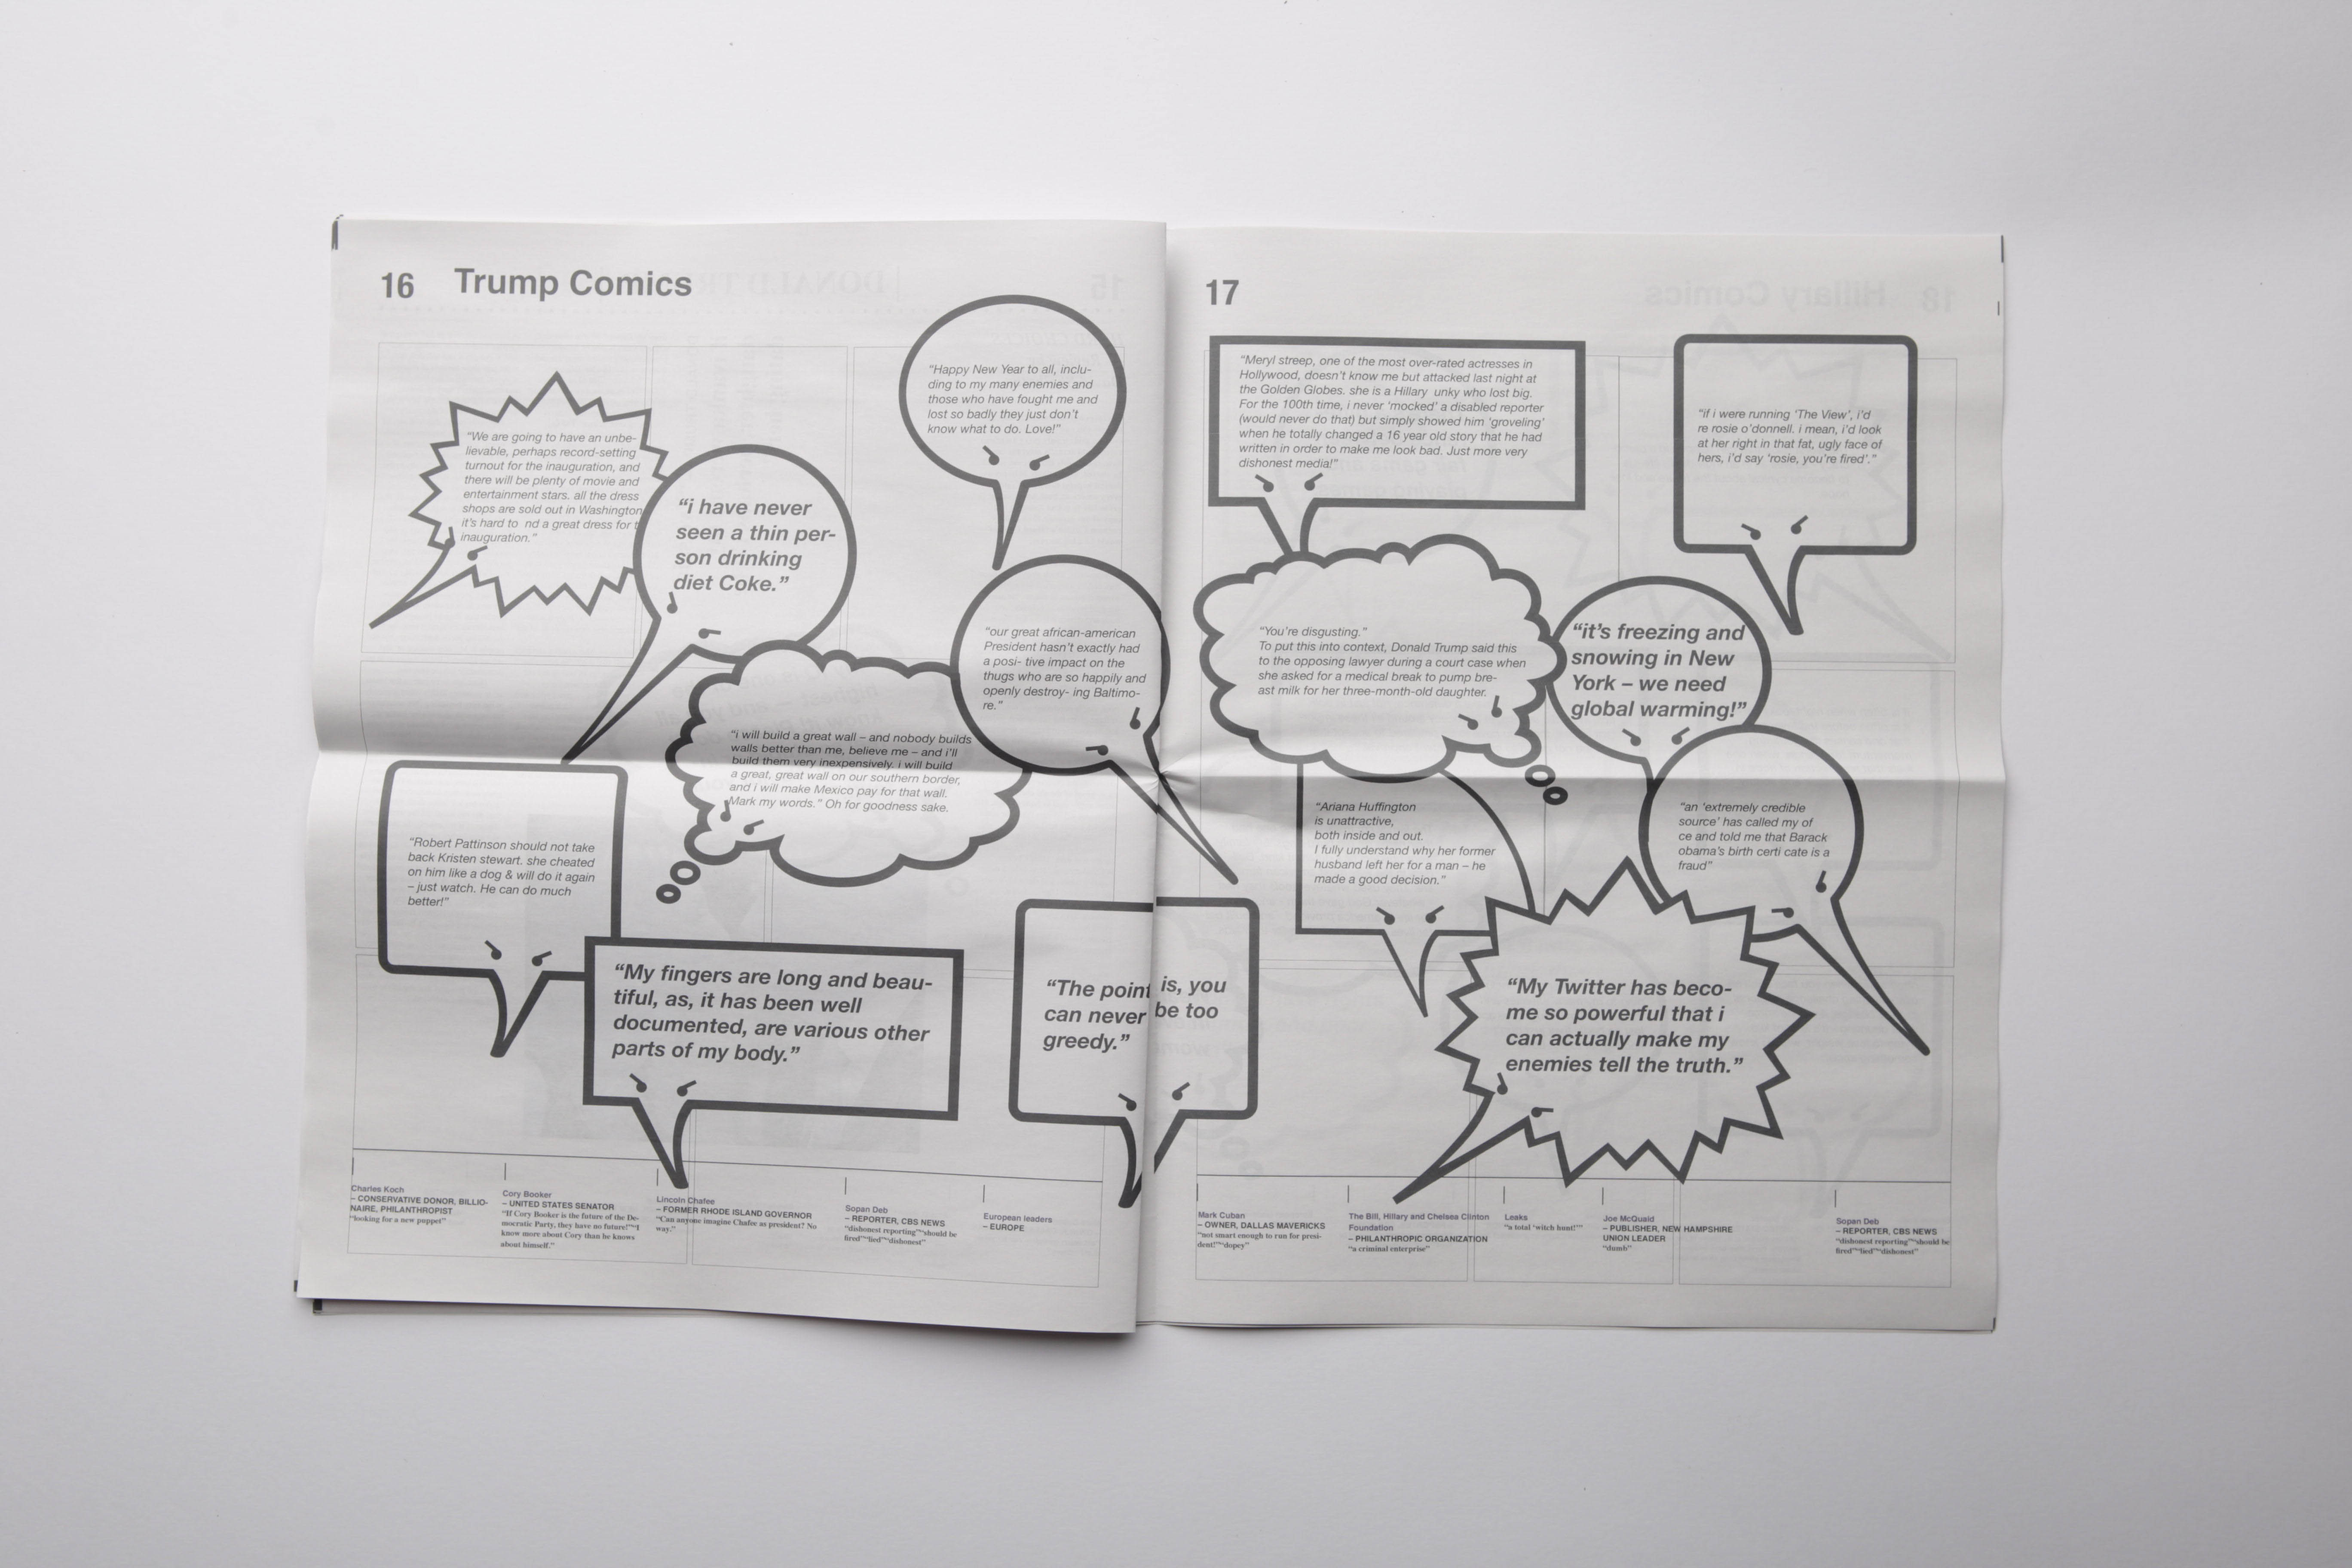 16 Trump Comics
“We are going to have an unbe-
lievable, perhaps record-setting
turnout for the inauguration, and
there will be plenty of movie and
entertainment stars. all the dress
shops are sold out in Washington
it’s hard to nd a great dress for t
inauguration.”
“i have never
seen a thin per-
son drinking
diet Coke.”
“Happy New Year to all, inclu-
ding to my many enemies and
those who have fought me and
lost so badly they just don’t
know what to do. Love!”
“our great african-american
President hasn’t exactly had
a posi- tive impact on the
thugs who are so happily and
openly destroy- ing Baltimo-
re.”
“i will build a great wall – and nobody builds
walls better than me, believe me – and i’ll
build them very inexpensively. i will build
a great, great wall on our southern border,
and i will make Mexico pay for that wall.
Mark my words.” Oh for goodness sake.
“Robert Pattinson should not take
back Kristen stewart. she cheated
on him like a dog & will do it again
– just watch. He can do much
better!”
“My fingers are long and beau-
tiful, as, it has been well
documented, are various other
parts of my body.”
“The point is, you
can never be too
greedy.”
Charles Koch
– CONSERVATIVE DONOR, BILLIO-
NAIRE, PHILANTHROPIST
“looking for a new puppet”
Cory Booker
– UNITED STATES SENATOR
“If Cory Booker is the future of the De-
mocratic Party, they have no future!”“I
know more about Cory than he knows
about himself.”
Lincoln Chafee
– FORMER RHODE ISLAND GOVERNOR
“Can anyone imagine Chafee as president? No
way.”
Sopan Deb
– REPORTER, CBS NEWS
“dishonest reporting”“should be
fired”“lied”“dishonest”
European leaders
– EUROPE
17
“Meryl streep, one of the most over-rated actresses in
Hollywood, doesn’t know me but attacked last night at
the Golden Globes. she is a Hillary unky who lost big.
For the 100th time, i never ‘mocked’ a disabled reporter
(would never do that) but simply showed him ‘groveling’
when he totally changed a 16 year old story that he had
written in order to make me look bad. Just more very
dishonest media!”
“if i were running ‘The View’, i’d
re rosie o’donnell. i mean, i’d look
at her right in that fat, ugly face of
hers, i’d say ‘rosie, you’re fired’.”
“You’re disgusting.”
To put this into context, Donald Trump said this
to the opposing lawyer during a court case when
she asked for a medical break to pump bre-
ast milk for her three-month-old daughter.
“it’s freezing and
snowing in New
York – we need
global warming!”
“Ariana Huffington
is unattractive,
both inside and out.
I fully understand why her former
husband left her for a man – he
made a good decision.”
“an ‘extremely credible
source’ has called my of
ce and told me that Barack
obama’s birth certi cate is a
fraud”
“My Twitter has beco-
me so powerful that i
can actually make my
enemies tell the truth.”
Mark Cuban
– OWNER, DALLAS MAVERICKS
“not smart enough to run for presi-
dent!”“dopey”
The Bill, Hillary and Chelsea Clinton
Foundation
– PHILANTHROPIC ORGANIZATION
“a criminal enterprise”
Leaks
“a total ‘witch hunt!’”
Joe McQuaid
– PUBLISHER, NEW HAMPSHIRE
UNION LEADER
“dumb”
Sopan Deb
– REPORTER, CBS NEWS
“dishonest reporting”“should be
fired”“lied”“dishonest”